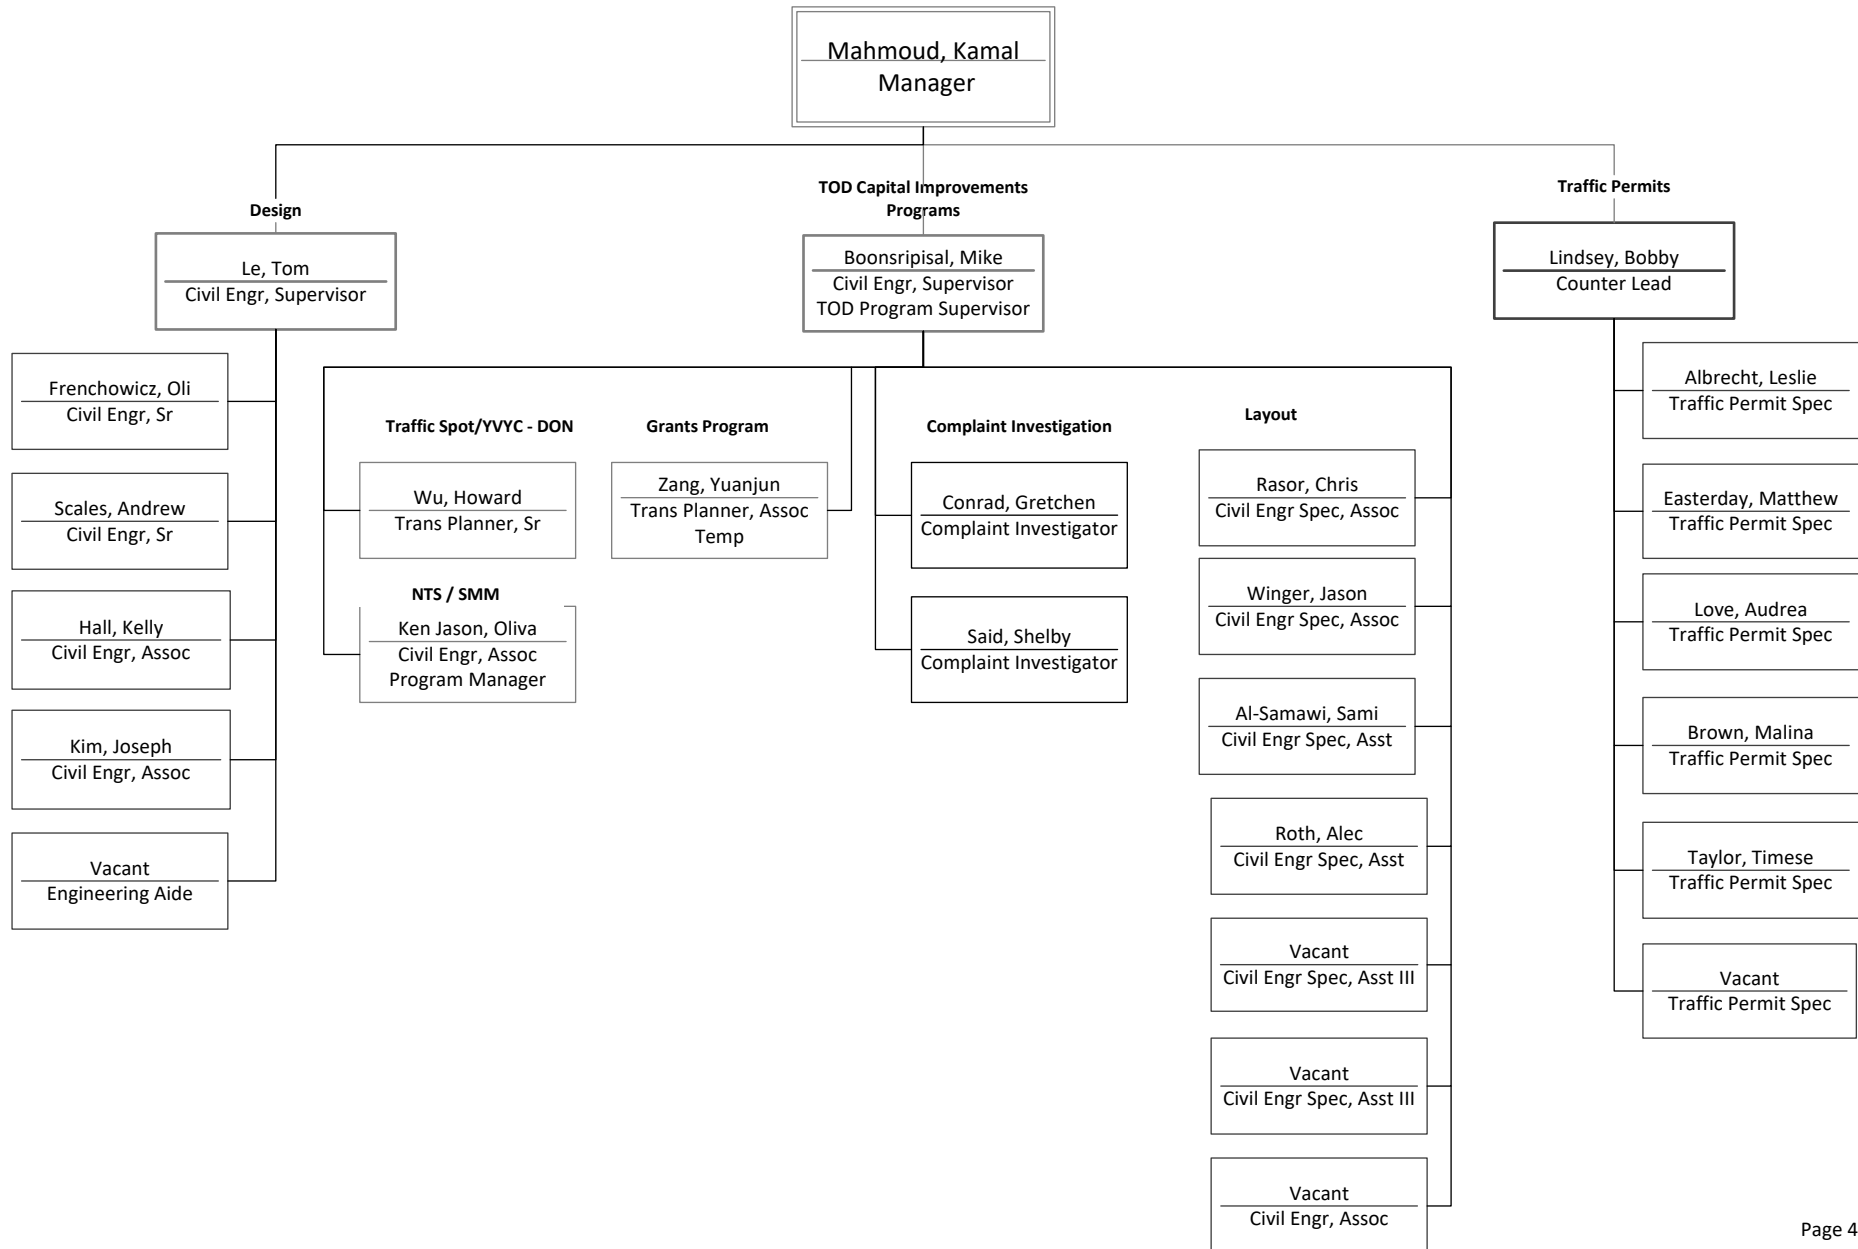 Mahmoud, Kamal
Manager
Design
Le, Tom
Civil Engr, Supervisor
Frenchowicz, Oli
Civil Engr, Sr
Scales, Andrew
Civil Engr, Sr
Hall, Kelly
Civil Engr, Assoc
Kim, Joseph
Civil Engr, Assoc
Vacant
Engineering Aide
TOD Capital Improvements
Programs
Boonsripisal, Mike
Civil Engr, Supervisor
TOD Program Supervisor
Traffic Spot/YVYC - DON
Wu, Howard
Trans Planner, Sr
NTS / SMM
Ken Jason, Oliva
Civil Engr, Assoc
Program Manager
Grants Program
Zang, Yuanjun
Trans Planner, Assoc
Temp
Complaint Investigation
Conrad, Gretchen
Complaint Investigator
Said, Shelby
Complaint Investigator
Layout
Rasor, Chris
Civil Engr Spec, Assoc
Winger, Jason
Civil Engr Spec, Assoc
Al-Samawi, Sami
Civil Engr Spec, Asst
Roth, Alec
Civil Engr Spec, Asst
Vacant
Civil Engr Spec, Asst III
Vacant
Civil Engr Spec, Asst III
Vacant
Civil Engr, Assoc
Traffic Permits
Lindsey, Bobby
Counter Lead
Albrecht, Leslie
Traffic Permit Spec
Easterday, Matthew
Traffic Permit Spec
Love, Audrea
Traffic Permit Spec
Brown, Malina
Traffic Permit Spec
Taylor, Timese
Traffic Permit Spec
Vacant
Traffic Permit Spec
Page 4